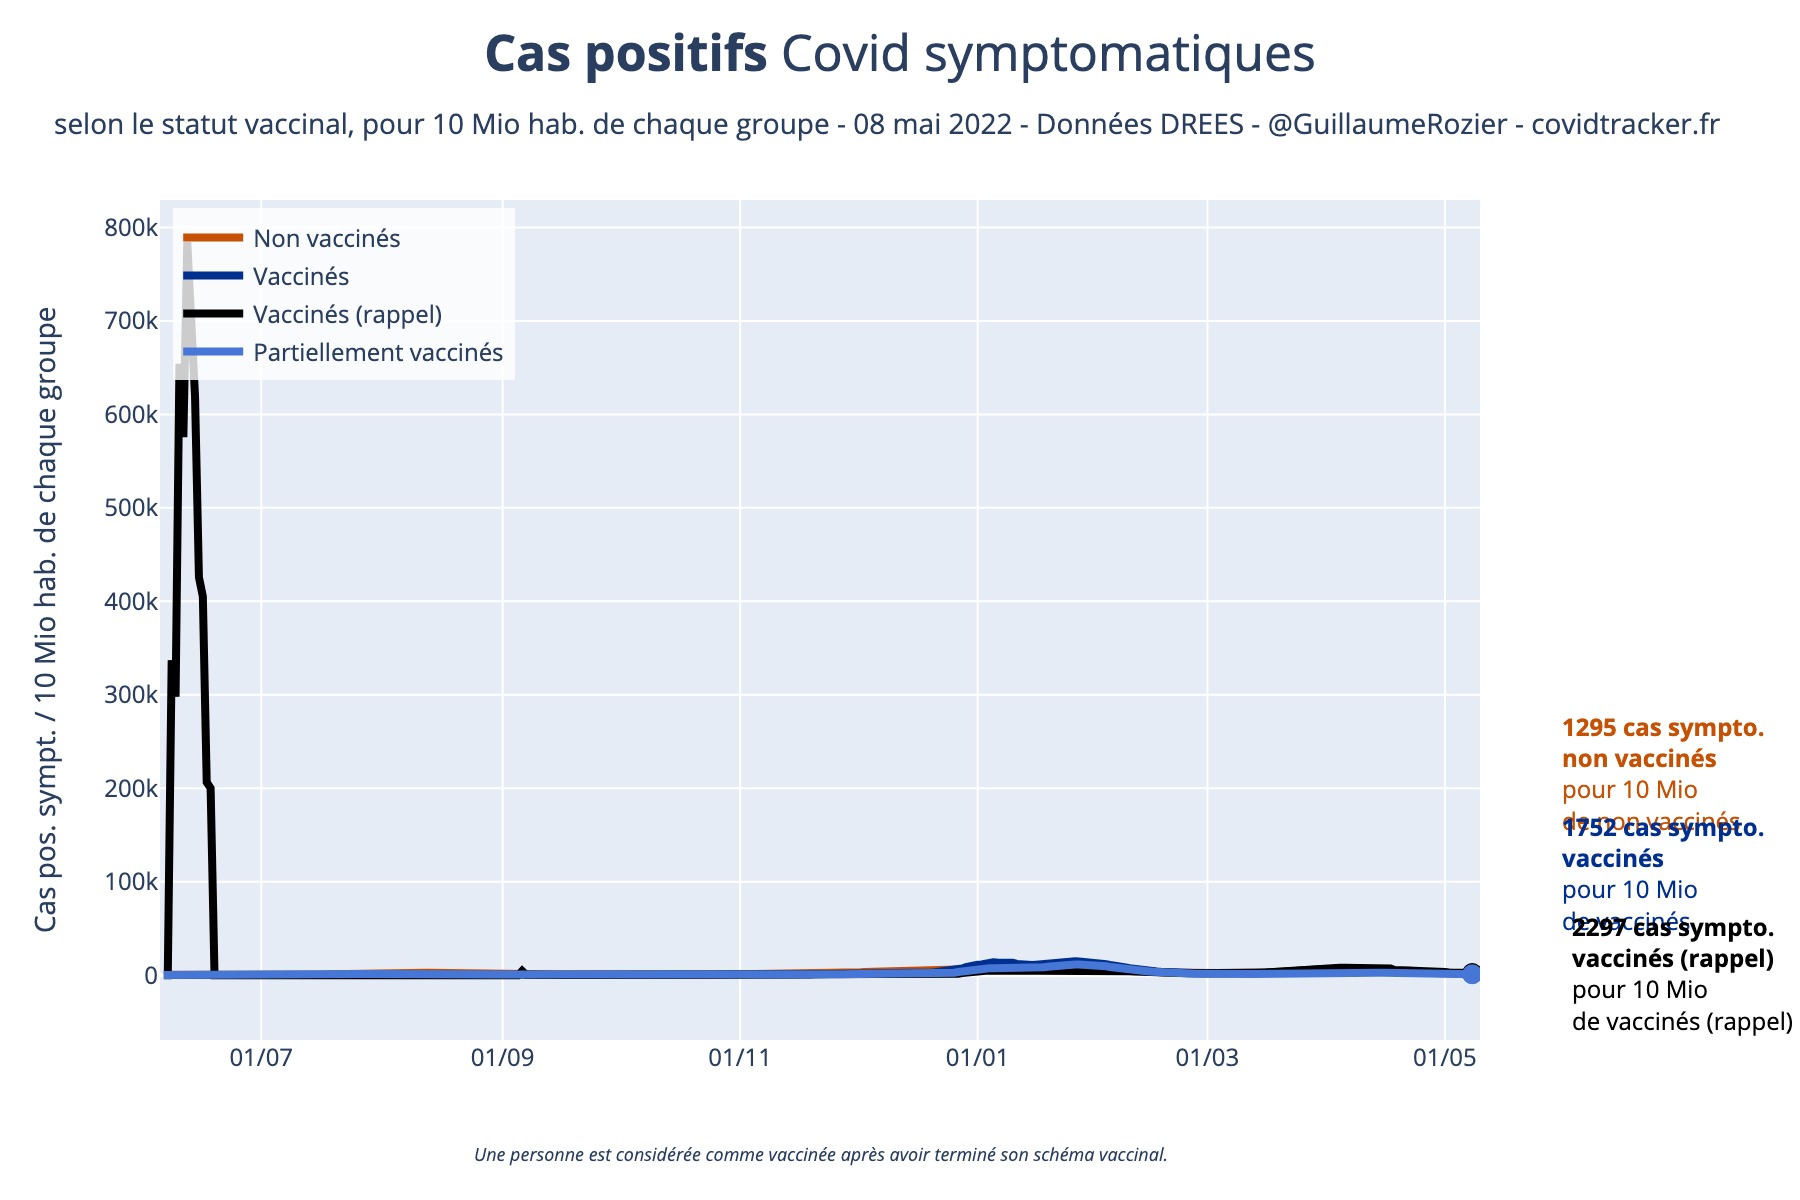 Cas positifs Covid symptomatiques
selon le statut vaccinal, pour 10 Mio hab. de chaque groupe - 08 mai 2022 - Données DREES - @GuillaumeRozier - covidtracker.fr
Cas pos. sympt. / 10 Mio hab. de chaque groupe
800k
700k
600k
500k
400k
300k
200k
100k
0
Non vaccinés
Vaccinés
Vaccinés (rappel)
Partiellement vaccinés
1295 cas sympto.
non vaccinés
pour 10 Mio
de non vaccinés
1752 cas sympto.
vaccinés
pour 10 Mio
de vaccinés
2297 cas sympto.
vaccinés (rappel)
pour 10 Mio
de vaccinés (rappel)
01/07
01/09
01/11
01/01
01/03
01/05
Une personne est considérée comme vaccinée après avoir terminé son schéma vaccinal.